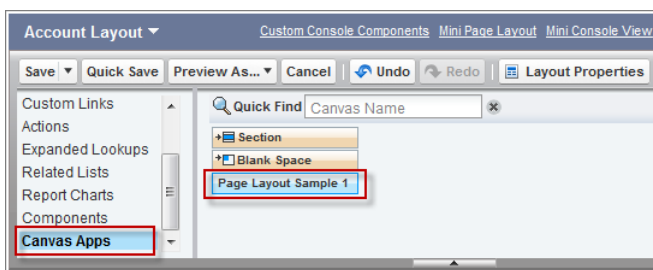 Account Layout Custom Console Components Mini Page Layout Mini Console View
Save Quick Save Preview As... Cancel Undo Redo Layout Properties
Custom Links
Actions
Expanded Lookups
Related Lists
Report Charts
Components
Canvas Apps
Quick Find Canvas Name
Section
Blank Space
Page Layout Sample 1